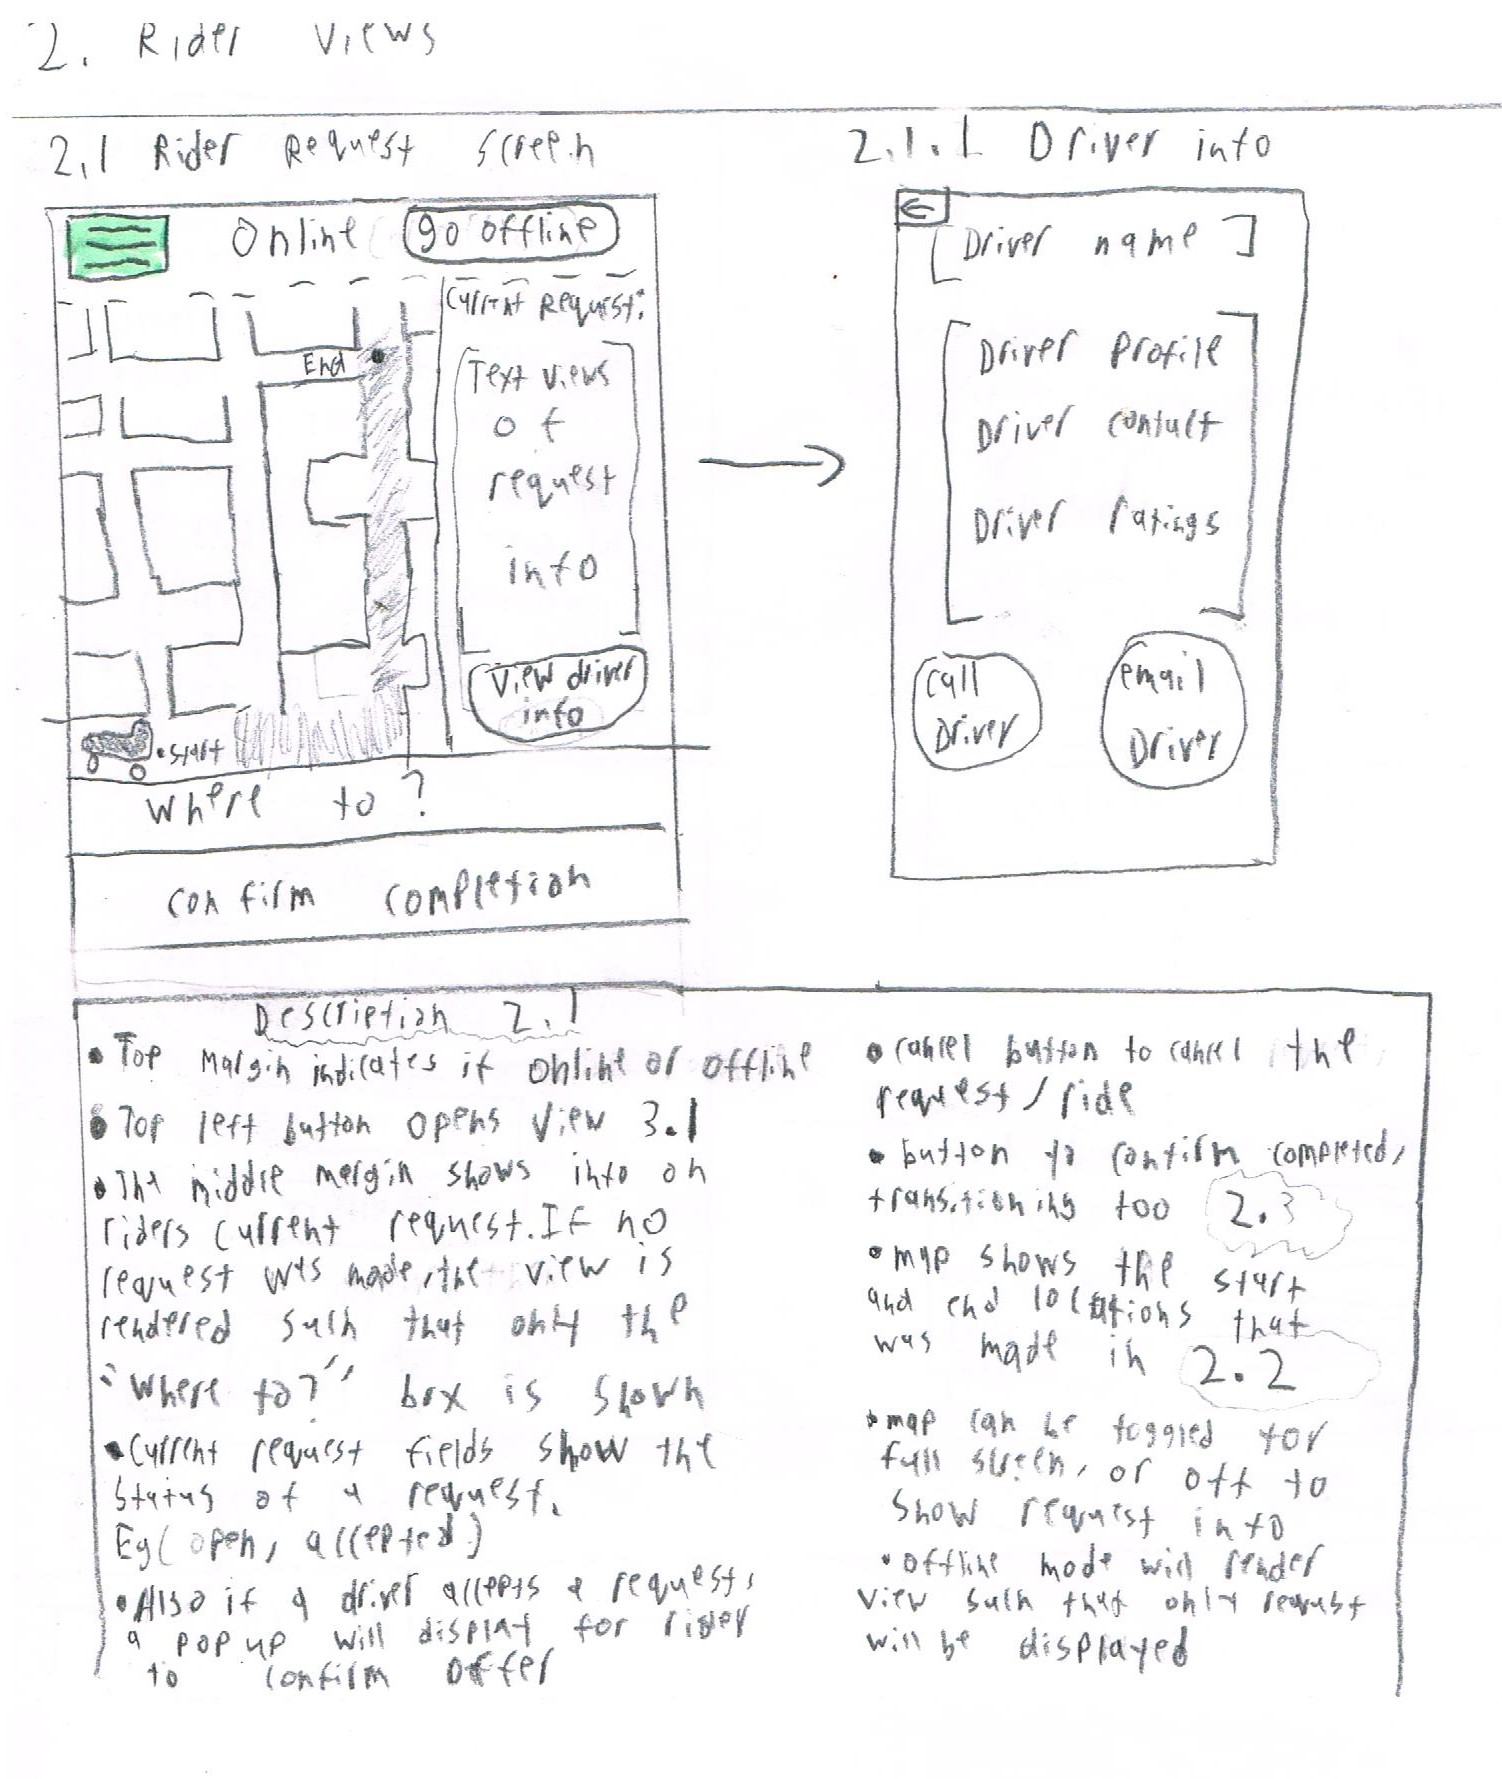 2. Rider Views
2.1 Rider Request Screen
Online
go offline
Current Request:
Text views
of
request
info
View driver
info
End
Start
Where to?
confirm completion
2.1.1 Driver info
[Driver name]
Driver profile
Driver contact
Driver ratings
call
Driver
email
Driver
Description 2.1
• Top Margin indicates if online or offline
• Top left button opens view 3.1
• The middle mergin shows info on
riders current request. If no
request was made, the view is
rendered such that only the
"Where to?" box is shown
• Current request fields show the
status of a request.
Eg( open, accepted)
• Also if a driver accepts a request,
a pop up will display for rider
to confirm offer
• cancel button to cancel the
request / ride
• button to confirm completed,
transitioning too 2.3
• map shows the start
and end locations that
was made in 2.2
• map can be toggled for
full screen, or off to
show request info
• offline mode will render
view such that only request
will be displayed